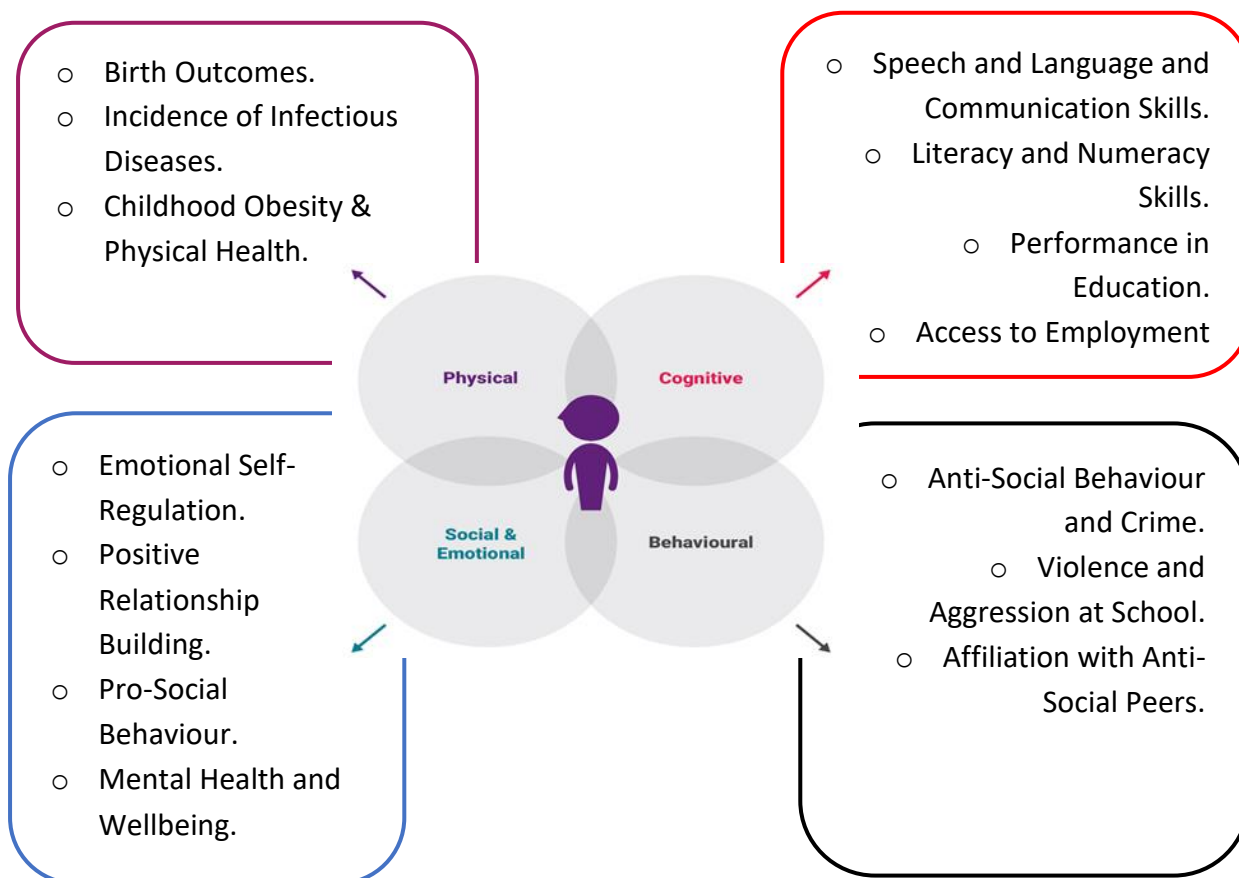 ○ Birth Outcomes.
○ Incidence of Infectious
Diseases.
○ Childhood Obesity &
Physical Health.
○ Speech and Language and
Communication Skills.
○ Literacy and Numeracy
Skills.
○ Performance in
Education.
○ Access to Employment
Physical
Cognitive
Social &
Emotional
Behavioural
○ Emotional Self-
Regulation.
○ Positive
Relationship
Building.
○ Pro-Social
Behaviour.
○ Mental Health and
Wellbeing.
○ Anti-Social Behaviour
and Crime.
○ Violence and
Aggression at School.
○ Affiliation with Anti-
Social Peers.